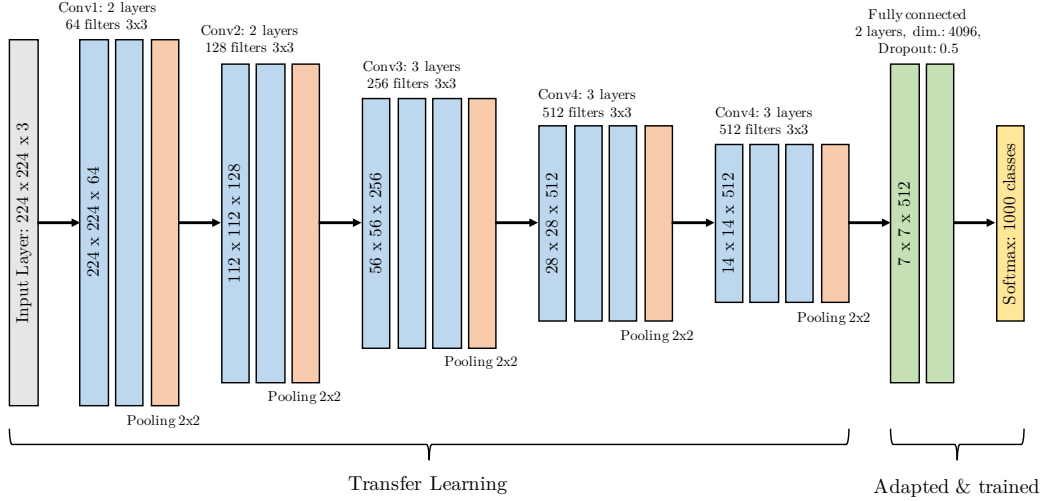 Conv1: 2 layers
64 filters 3x3
Conv2: 2 layers
128 filters 3x3
Conv3: 3 layers
256 filters 3x3
Conv4: 3 layers
512 filters 3x3
Conv4: 3 layers
512 filters 3x3
Fully connected
2 layers, dim.: 4096,
Dropout: 0.5
Input Layer: 224 x 224 x 3
224 x 224 x 64
112 x 112 x 128
56 x 56 x 256
28 x 28 x 512
14 x 14 x 512
7 x 7 x 512
Softmax: 1000 classes
Pooling 2x2
Pooling 2x2
Pooling 2x2
Pooling 2x2
Pooling 2x2
Transfer Learning
Adapted & trained